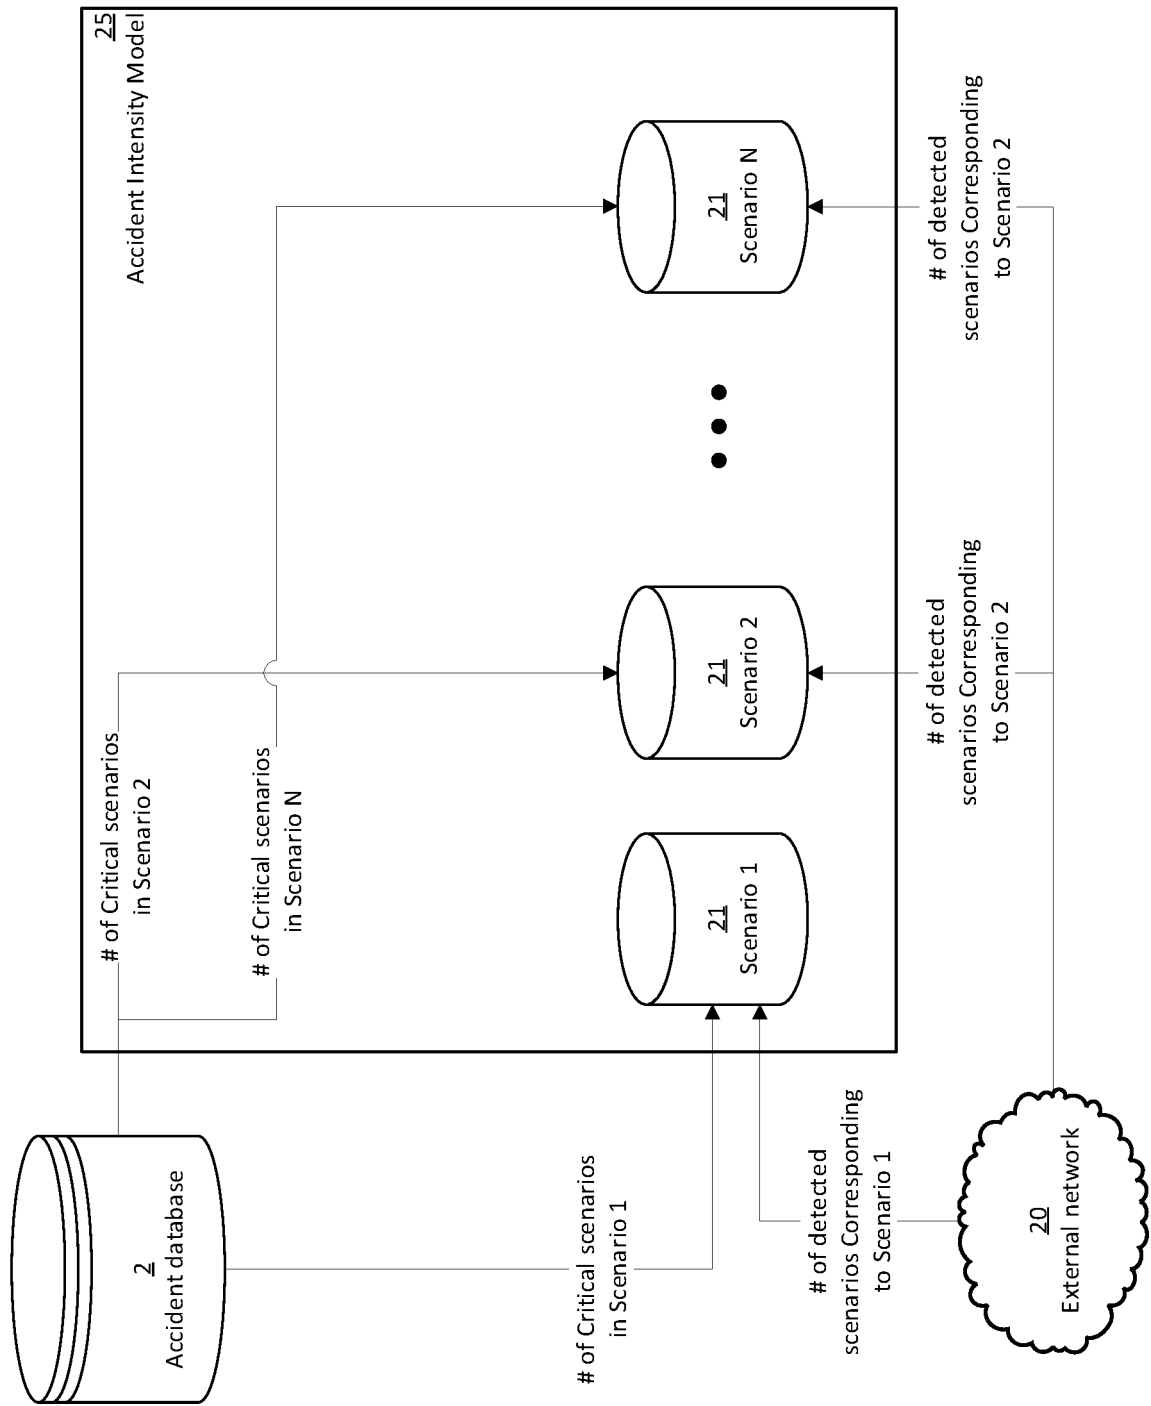 2
Accident database
25
Accident Intensity Model
# of Critical scenarios
in Scenario 2
# of Critical scenarios
in Scenario N
# of Critical scenarios
in Scenario 1
21
Scenario 1
21
Scenario 2
21
Scenario N
# of detected
scenarios Corresponding
to Scenario 1
# of detected
scenarios Corresponding
to Scenario 2
# of detected
scenarios Corresponding
to Scenario 2
20
External network